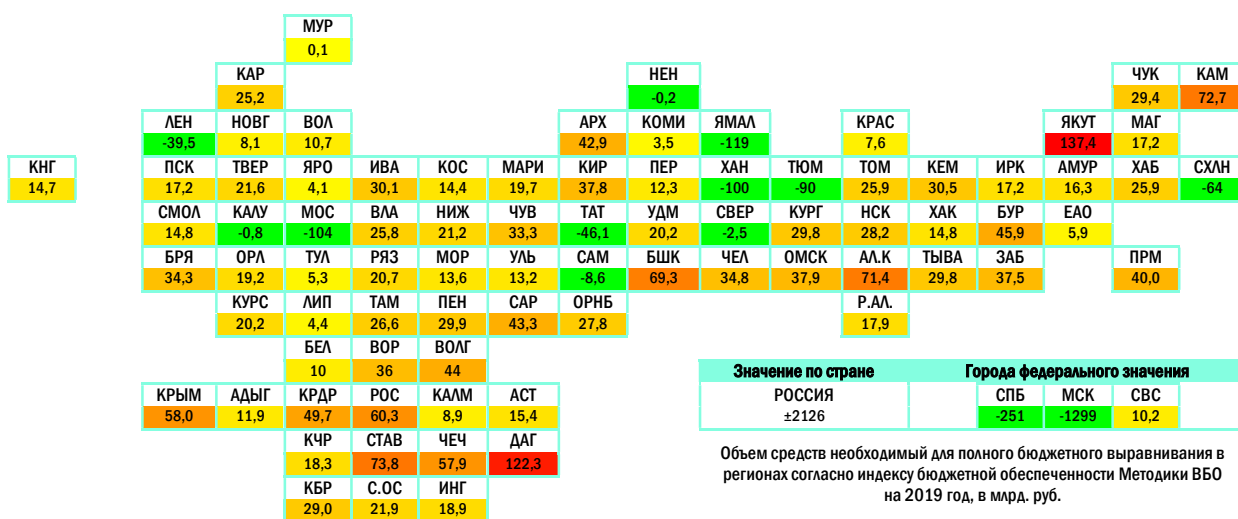 МУР
0,1
КАР НЕН ЧУК КАМ
25,2 -0,2 29,4 72,7
ЛЕН НОВГ ВОЛ АРХ КОМИ ЯМАЛ КРАС ЯКУТ МАГ
-39,5 8,1 10,7 42,9 3,5 -119 7,6 137,4 17,2
КНГ ПСК ТВЕР ЯРО ИВА КОС МАРИ КИР ПЕР ХАН ТЮМ ТОМ КЕМ ИРК АМУР ХАБ СХЛН
14,7 17,2 21,6 4,1 30,1 14,4 19,7 37,8 12,3 -100 -90 25,9 30,5 17,2 16,3 25,9 -64
СМОЛ КАЛУ МОС ВЛА НИЖ ЧУВ ТАТ УДМ СВЕР КУРГ НСК ХАК БУР ЕАО
14,8 -0,8 -104 25,8 21,2 33,3 -46,1 20,2 -2,5 29,8 28,2 14,8 45,9 5,9
БРЯ ОРЛ ТУЛ РЯЗ МОР УЛЬ САМ БШК ЧЕЛ ОМСК АЛ.К ТЫВА ЗАБ ПРМ
34,3 19,2 5,3 20,7 13,6 13,2 -8,6 69,3 34,8 37,9 71,4 29,8 37,5 40,0
КУРС ЛИП ТАМ ПЕН САР ОРНБ Р.АЛ.
20,2 4,4 26,6 29,9 43,3 27,8 17,9
БЕЛ ВОР ВОЛГ
10 36 44
КРЫМ АДЫГ КРДР РОС КАЛМ АСТ
58,0 11,9 49,7 60,3 8,9 15,4
КЧР СТАВ ЧЕЧ ДАГ
18,3 73,8 57,9 122,3
КБР С.ОС ИНГ
29,0 21,9 18,9
Значение по стране Города федерального значения
РОССИЯ СПБ МСК СВС
±2126 -251 -1299 10,2
Объем средств необходимый для полного бюджетного выравнивания в
регионах согласно индексу бюджетной обеспеченности Методики ВБО
на 2019 год, в млрд. руб.